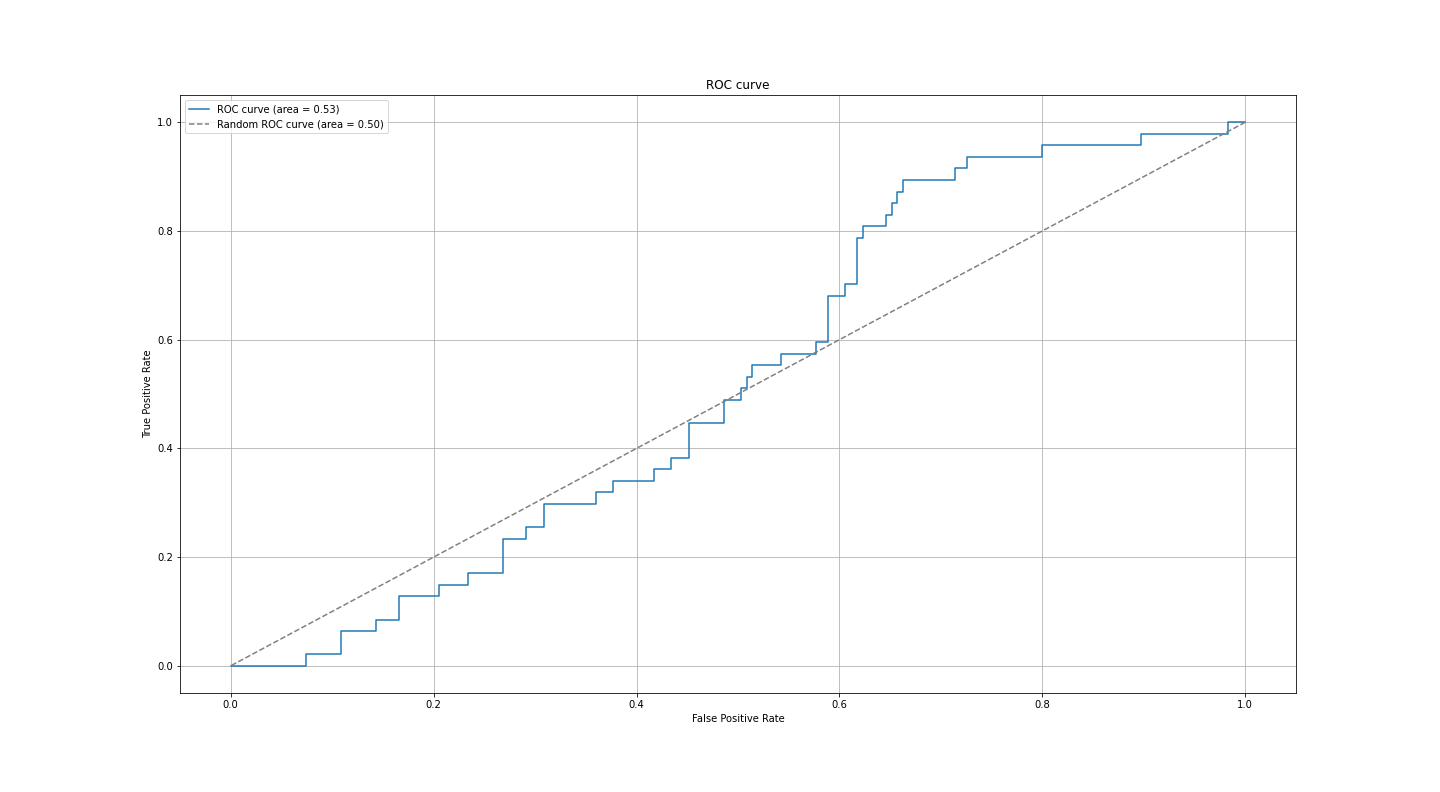 ROC curve
ROC curve (area = 0.53)
Random ROC curve (area = 0.50)
1.0
0.8
0.6
0.4
0.2
0.0
True Positive Rate
0.0 0.2 0.4 0.6 0.8 1.0
False Positive Rate